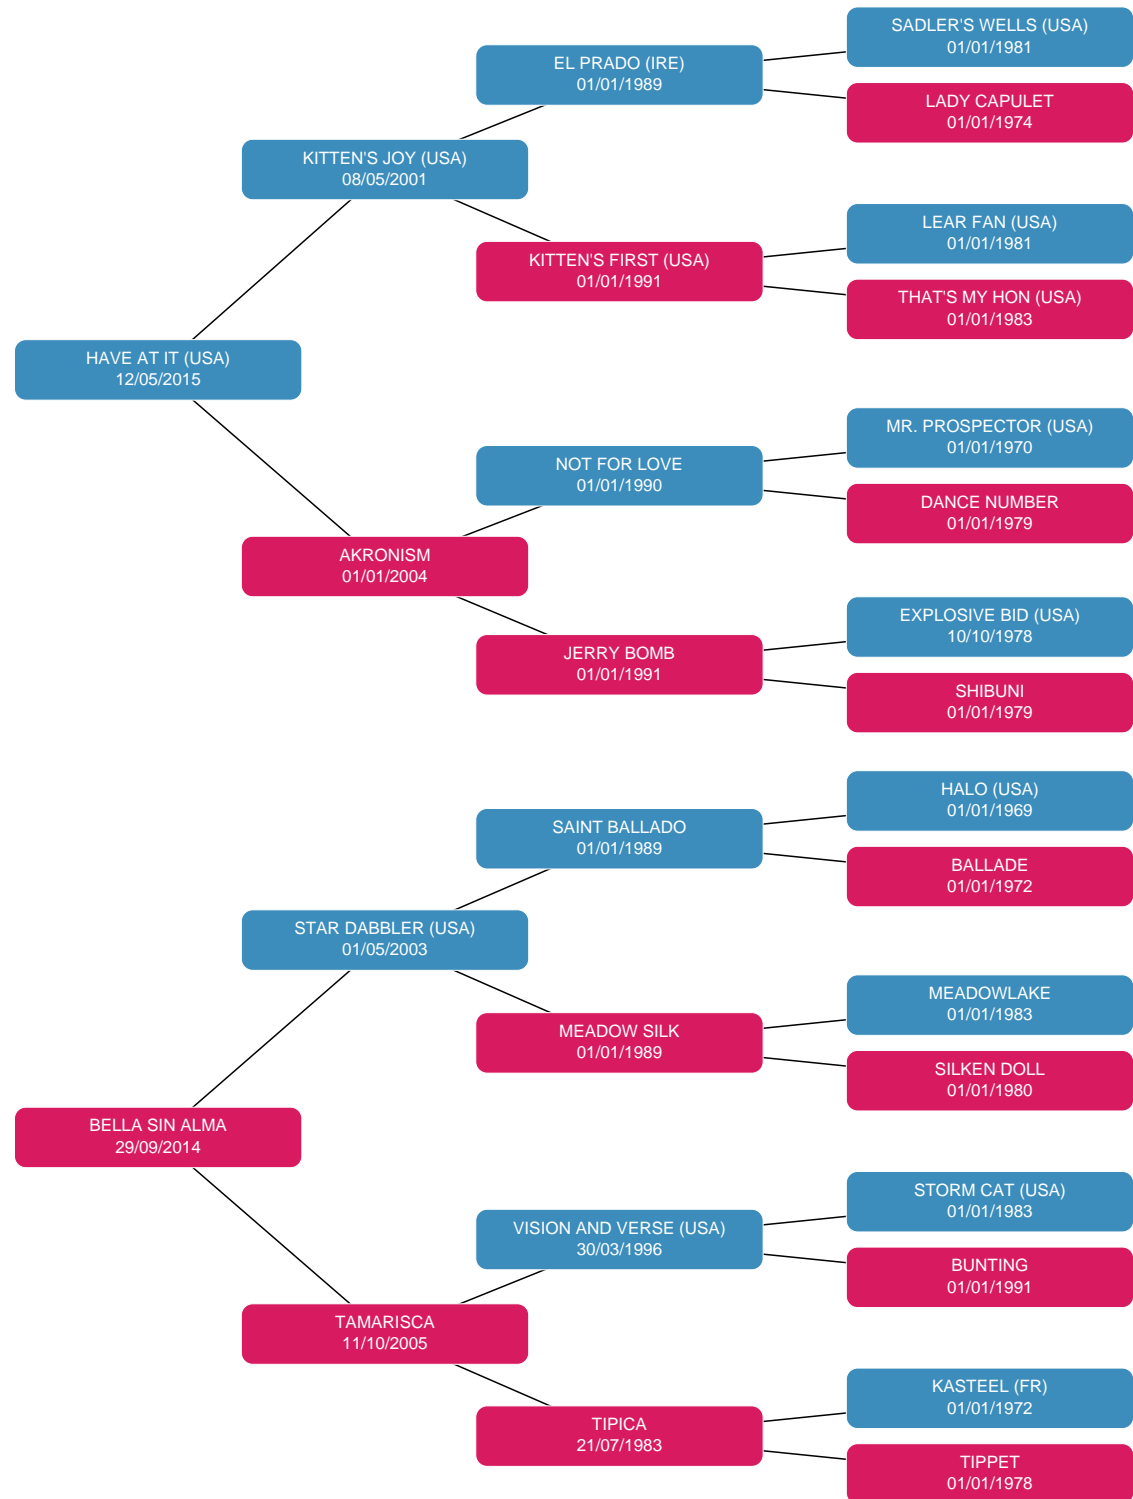 SADLER'S WELLS (USA)
01/01/1981
EL PRADO (IRE)
01/01/1989
LADY CAPULET
01/01/1974
KITTEN'S JOY (USA)
08/05/2001
LEAR FAN (USA)
01/01/1981
KITTEN'S FIRST (USA)
01/01/1991
THAT'S MY HON (USA)
01/01/1983
HAVE AT IT (USA)
12/05/2015
MR. PROSPECTOR (USA)
01/01/1970
NOT FOR LOVE
01/01/1990
DANCE NUMBER
01/01/1979
AKRONISM
01/01/2004
EXPLOSIVE BID (USA)
10/10/1978
JERRY BOMB
01/01/1991
SHIBUNI
01/01/1979
HALO (USA)
01/01/1969
SAINT BALLADO
01/01/1989
BALLADE
01/01/1972
STAR DABBLER (USA)
01/05/2003
MEADOWLAKE
01/01/1983
MEADOW SILK
01/01/1989
SILKEN DOLL
01/01/1980
BELLA SIN ALMA
29/09/2014
STORM CAT (USA)
01/01/1983
VISION AND VERSE (USA)
30/03/1996
BUNTING
01/01/1991
TAMARISCA
11/10/2005
KASTEEL (FR)
01/01/1972
TIPICA
21/07/1983
TIPPET
01/01/1978